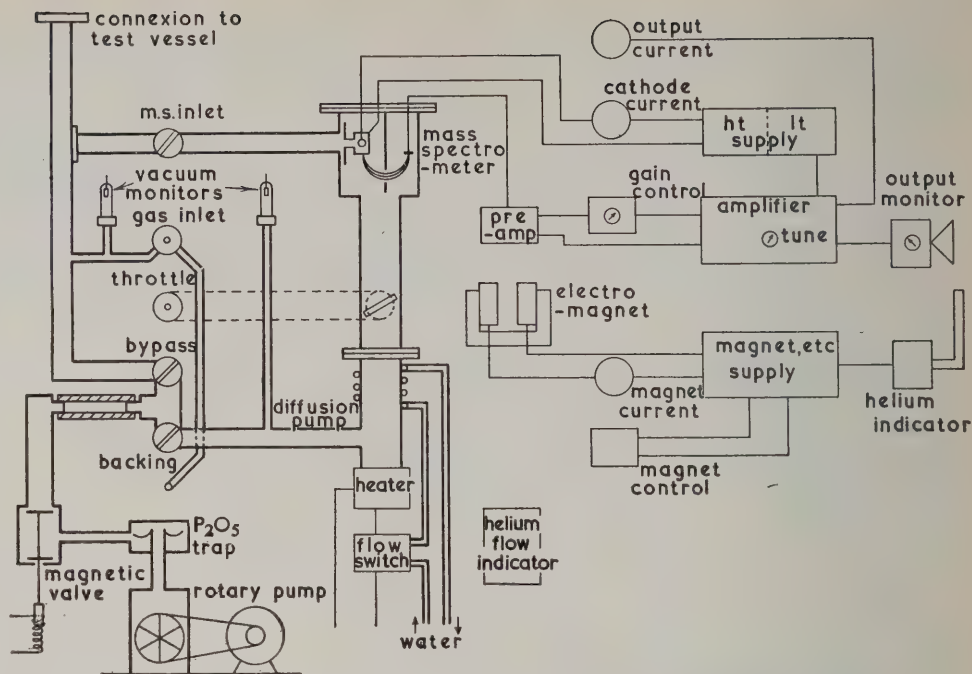 connexion to
test vessel
m.s.inlet
vacuum
monitors
gas inlet
throttle
bypass
diffusion
pump
backing
heater
P₂O₅
trap
flow
switch
magnetic
valve
rotary pump
water
mass
spectro
-meter
output
current
cathode
current
ht lt
supply
gain
control
pre
-amp
amplifier
tune
output
monitor
electro
-magnet
magnet,etc
supply
magnet
current
helium
indicator
magnet
control
helium
flow
indicator